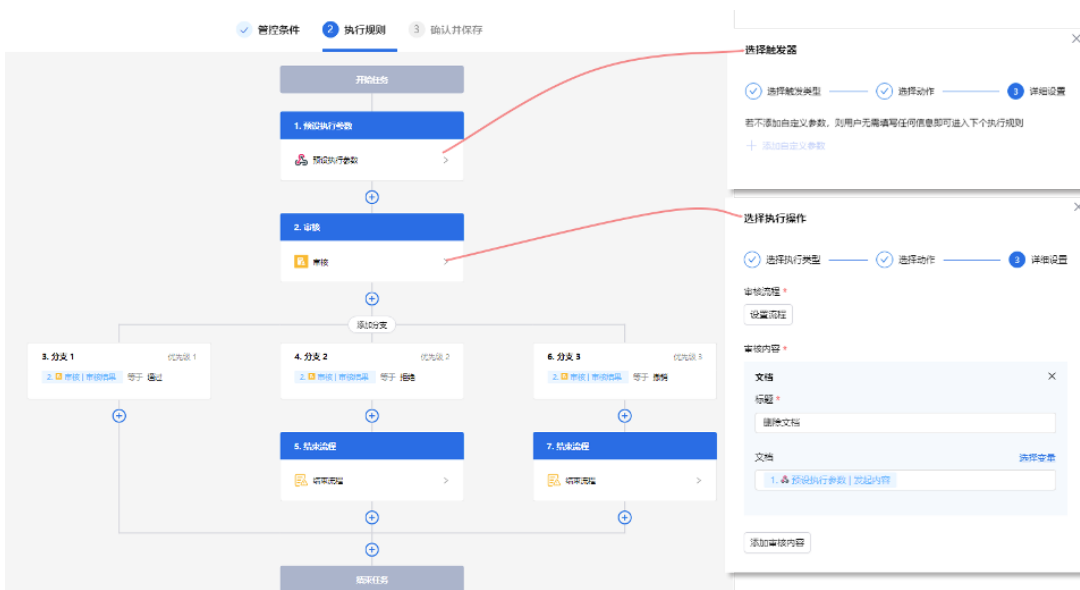 管控条件
2 执行规则
3 确认并保存
开始任务
1. 预设执行参数
预设执行参数
2. 审核
审核
添加分支
3. 分支 1 优先级 1
2. 审核 | 审核结果 等于 通过
4. 分支 2 优先级 2
2. 审核 | 审核结果 等于 拒绝
6. 分支 3 优先级 3
2. 审核 | 审核结果 等于 撤销
5. 结束流程
结束流程
7. 结束流程
结束流程
结束任务
选择触发器
选择触发类型
选择动作
3 详细设置
若不添加自定义参数，则用户无需填写任何信息即可进入下个执行规则
添加自定义参数
选择执行操作
选择执行类型
选择动作
3 详细设置
审核流程 *
设置流程
审核内容 *
文档
标题 *
删除文档
文档 选择变量
1. 预设执行参数 | 发起内容
添加审核内容